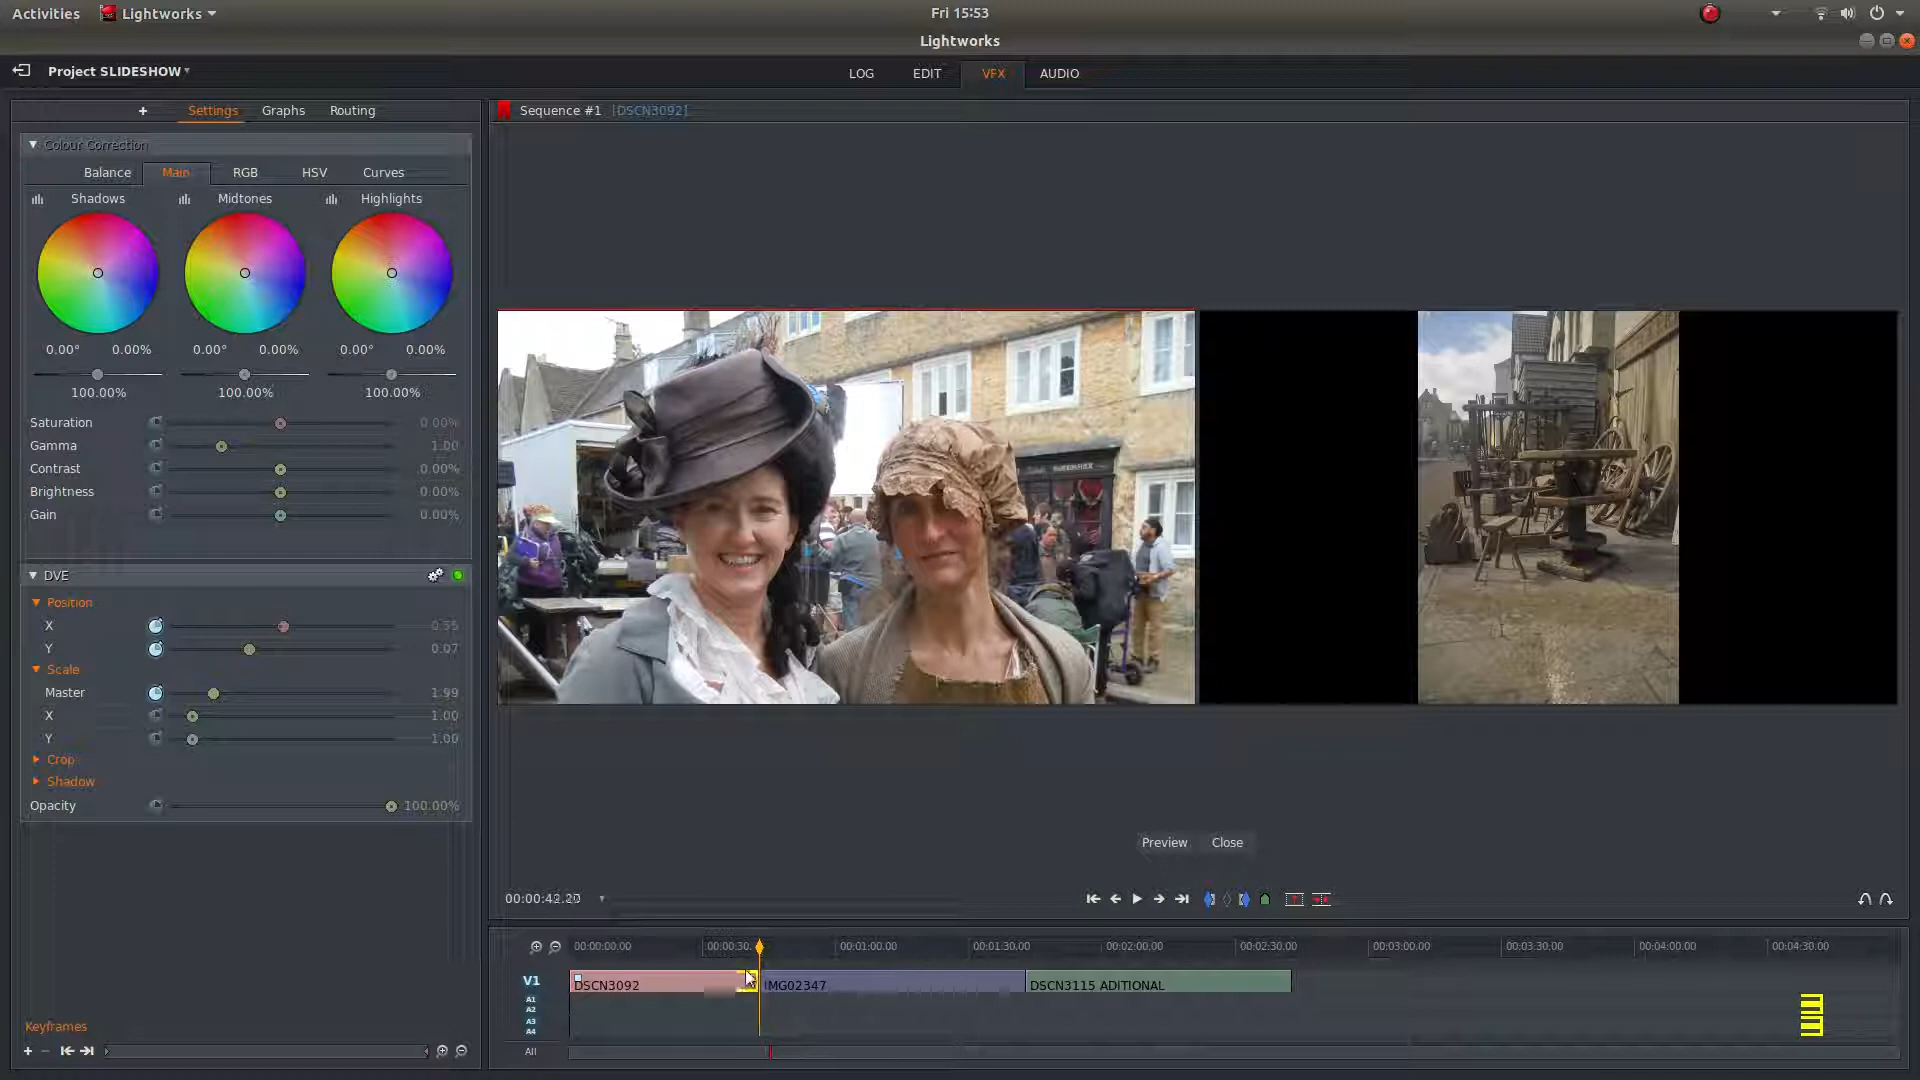 Activities Lightworks Fri 15:53
Lightworks
Project SLIDESHOW LOG EDIT VFX AUDIO
+ Settings Graphs Routing
Sequence #1 [DSCN3092]
Colour Correction
Balance Main RGB HSV Curves
Shadows Midtones Highlights
0.00° 0.00% 0.00° 0.00% 0.00° 0.00%
100.00% 100.00% 100.00%
Saturation 0.00%
Gamma 1.00
Contrast 0.00%
Brightness 0.00%
Gain 0.00%
DVE
Position
X 0.55
Y 0.07
Scale
Master 1.99
X 1.00
Y 1.00
Crop
Shadow
Opacity 100.00%
Preview Close
00:00:42.20
00:00:00.00 00:00:30. 00:01:00.00 00:01:30.00 00:02:00.00 00:02:30.00 00:03:00.00 00:03:30.00 00:04:00.00 00:04:30.00
V1 DSCN3092 IMG02347 DSCN3115 ADITIONAL
A1
A2
A3
A4
Keyframes
All